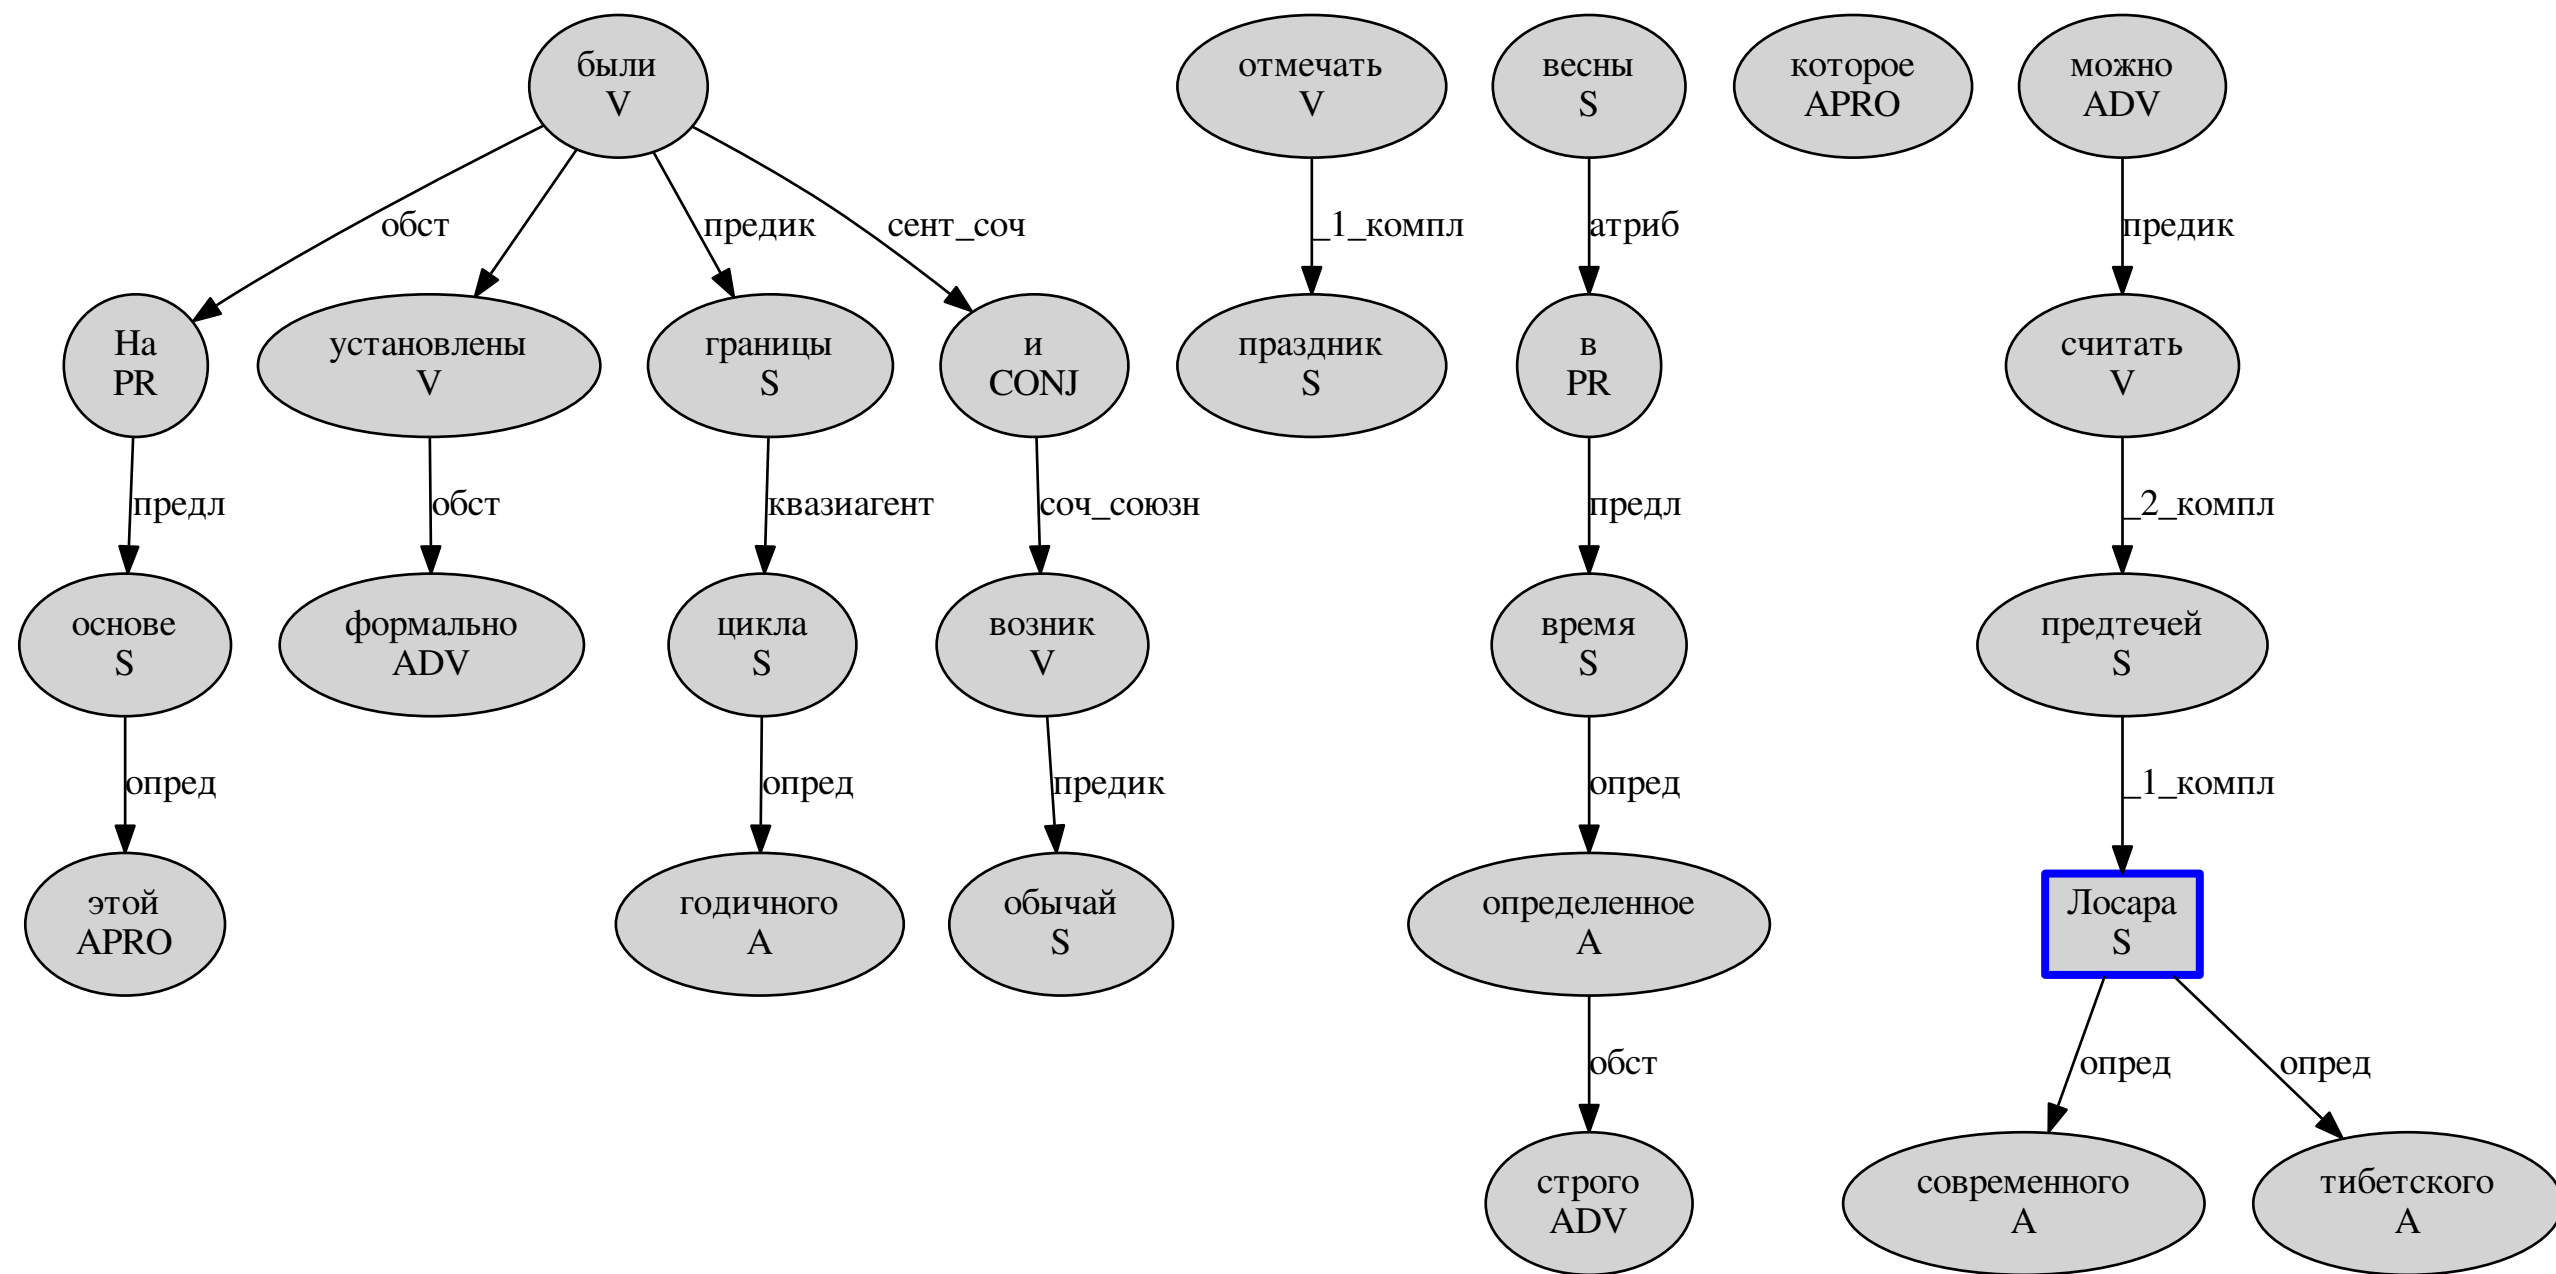 были
V
отмечать
V
весны
S
которое
APRO
можно
ADV
обст
предик
сент_соч
_1_компл
атриб
предик
На
PR
установлены
V
границы
S
и
CONJ
праздник
S
в
PR
считать
V
предл
обст
квазиагент
соч_союзн
предл
_2_компл
основе
S
формально
ADV
цикла
S
возник
V
время
S
предтечей
S
опред
опред
предик
опред
_1_компл
этой
APRO
годичного
A
обычай
S
определенное
A
Лосара
S
обст
опред
опред
строго
ADV
современного
A
тибетского
A